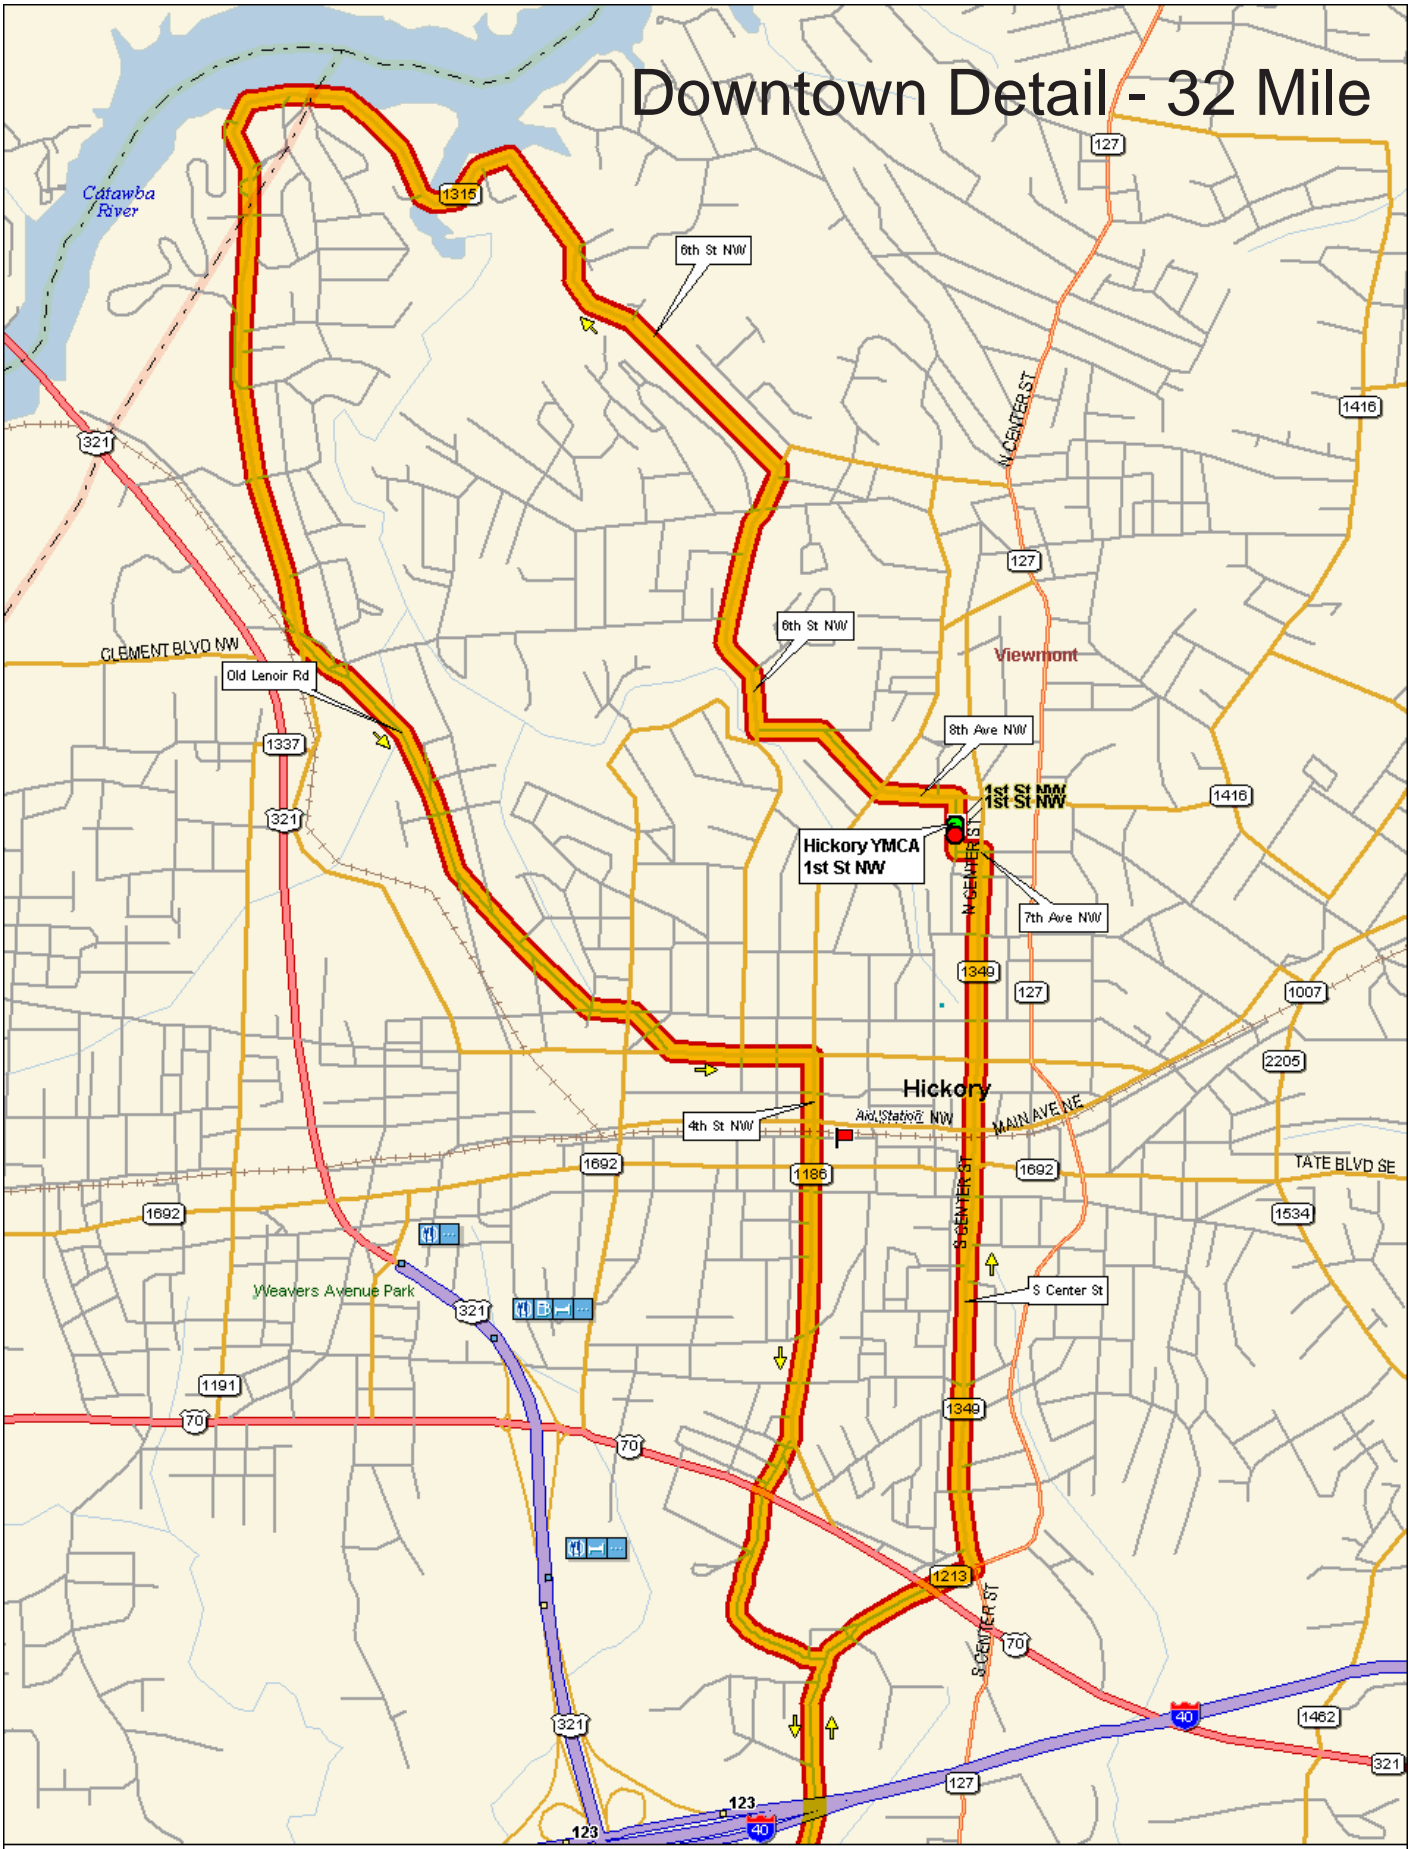 Downtown Detail - 32 Mile
127
Catawba
River
1315
6th St NW
N CENTER ST
1416
321
127
6th St NW
CLEMENT BLVD NW
Viewmont
Old Lenoir Rd
8th Ave NW
1337
1st St NW
1st St NW
1416
321
Hickory YMCA
1st St NW
N CENTER ST
7th Ave NW
1349
127
1007
2205
Hickory
Aid Station
NW
MAIN AVE NE
4th St NW
1692
1186
1692
TATE BLVD SE
1692
S CENTER ST
1534
Weavers Avenue Park
321
S Center St
1191
70
1349
70
1213
S CENTER ST
70
321
40
1462
321
127
123
123
40